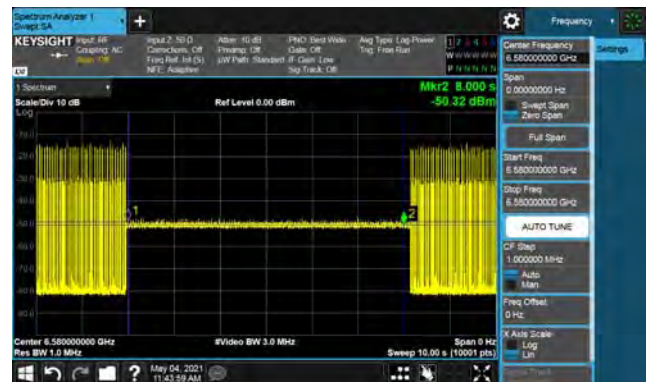 Spectrum Analyzer 1
Swept SA
Frequency
KEYSIGHT
Input: RF
Coupling: AC
Input Z: 50 Ω
Corrections: Off
Freq Ref: Int (S)
NFE: Adaptive
Atten: 10 dB
Preamp: Off
µW Path: Standard
PNO: Best Wide
Gate: Off
IF Gain: Low
Sig Track: Off
Avg Type: Log-Power
Trig: Free Run
1 Spectrum
Scale/Div 10 dB
Ref Level 0.00 dBm
Mkr2 8.000 s
-50.32 dBm
Log
1
2
Center 6.580000000 GHz
Res BW 1.0 MHz
#Video BW 3.0 MHz
Span 0 Hz
Sweep 10.00 s (10001 pts)
Center Frequency
6.580000000 GHz
Settings
Span
0.00000000 Hz
Swept Span
Zero Span
Full Span
Start Freq
6.580000000 GHz
Stop Freq
6.580000000 GHz
AUTO TUNE
CF Step
1.000000 MHz
Auto
Man
Freq Offset
0 Hz
X Axis Scale
Log
Lin
May 04, 2021
11:43:59 AM